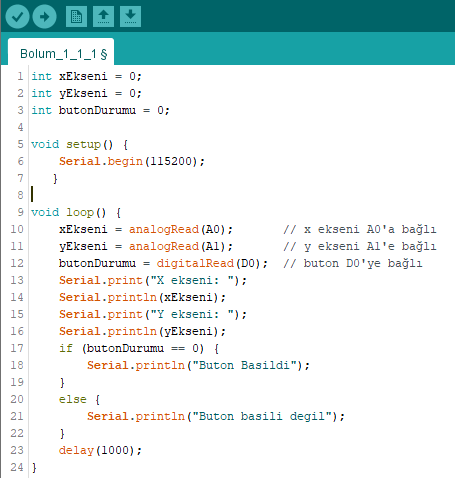 Bolum_1_1_1 §
1 int xEkseni = 0;
2 int yEkseni = 0;
3 int butonDurumu = 0;
4
5 void setup() {
6     Serial.begin(115200);
7    }
8
9 void loop() {
10     xEkseni = analogRead(A0);       // x ekseni A0'a bağlı
11     yEkseni = analogRead(A1);       // y ekseni A1'e bağlı
12     butonDurumu = digitalRead(D0);  // buton D0'ye bağlı
13     Serial.print("X ekseni: ");
14     Serial.println(xEkseni);
15     Serial.print("Y ekseni: ");
16     Serial.println(yEkseni);
17     if (butonDurumu == 0) {
18         Serial.println("Buton Basildi");
19     }
20     else {
21         Serial.println("Buton basili degil");
22     }
23     delay(1000);
24 }